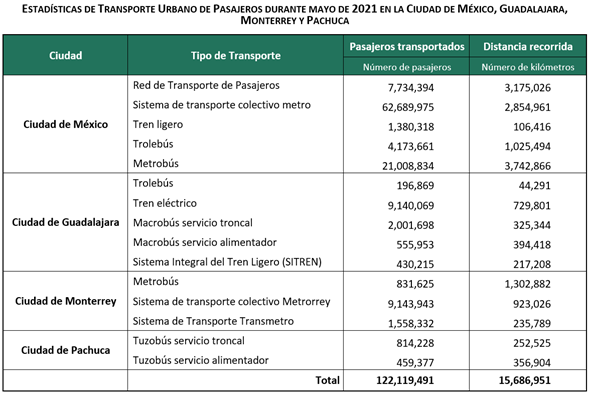 ESTADÍSTICAS DE TRANSPORTE URBANO DE PASAJEROS DURANTE MAYO DE 2021 EN LA CIUDAD DE MÉXICO, GUADALAJARA,
MONTERREY Y PACHUCA
Ciudad Tipo de Transporte Pasajeros transportados Distancia recorrida
Número de pasajeros Número de kilómetros
Ciudad de México
Red de Transporte de Pasajeros 7,734,394 3,175,026
Sistema de transporte colectivo metro 62,689,975 2,854,961
Tren ligero 1,380,318 106,416
Trolebús 4,173,661 1,025,494
Metrobús 21,008,834 3,742,866
Ciudad de Guadalajara
Trolebús 196,869 44,291
Tren eléctrico 9,140,069 729,801
Macrobús servicio troncal 2,001,698 325,344
Macrobús servicio alimentador 555,953 394,418
Sistema Integral del Tren Ligero (SITREN) 430,215 217,208
Ciudad de Monterrey
Metrobús 831,625 1,302,882
Sistema de transporte colectivo Metrorrey 9,143,943 923,026
Sistema de Transporte Transmetro 1,558,332 235,789
Ciudad de Pachuca
Tuzobús servicio troncal 814,228 252,525
Tuzobús servicio alimentador 459,377 356,904
Total 122,119,491 15,686,951